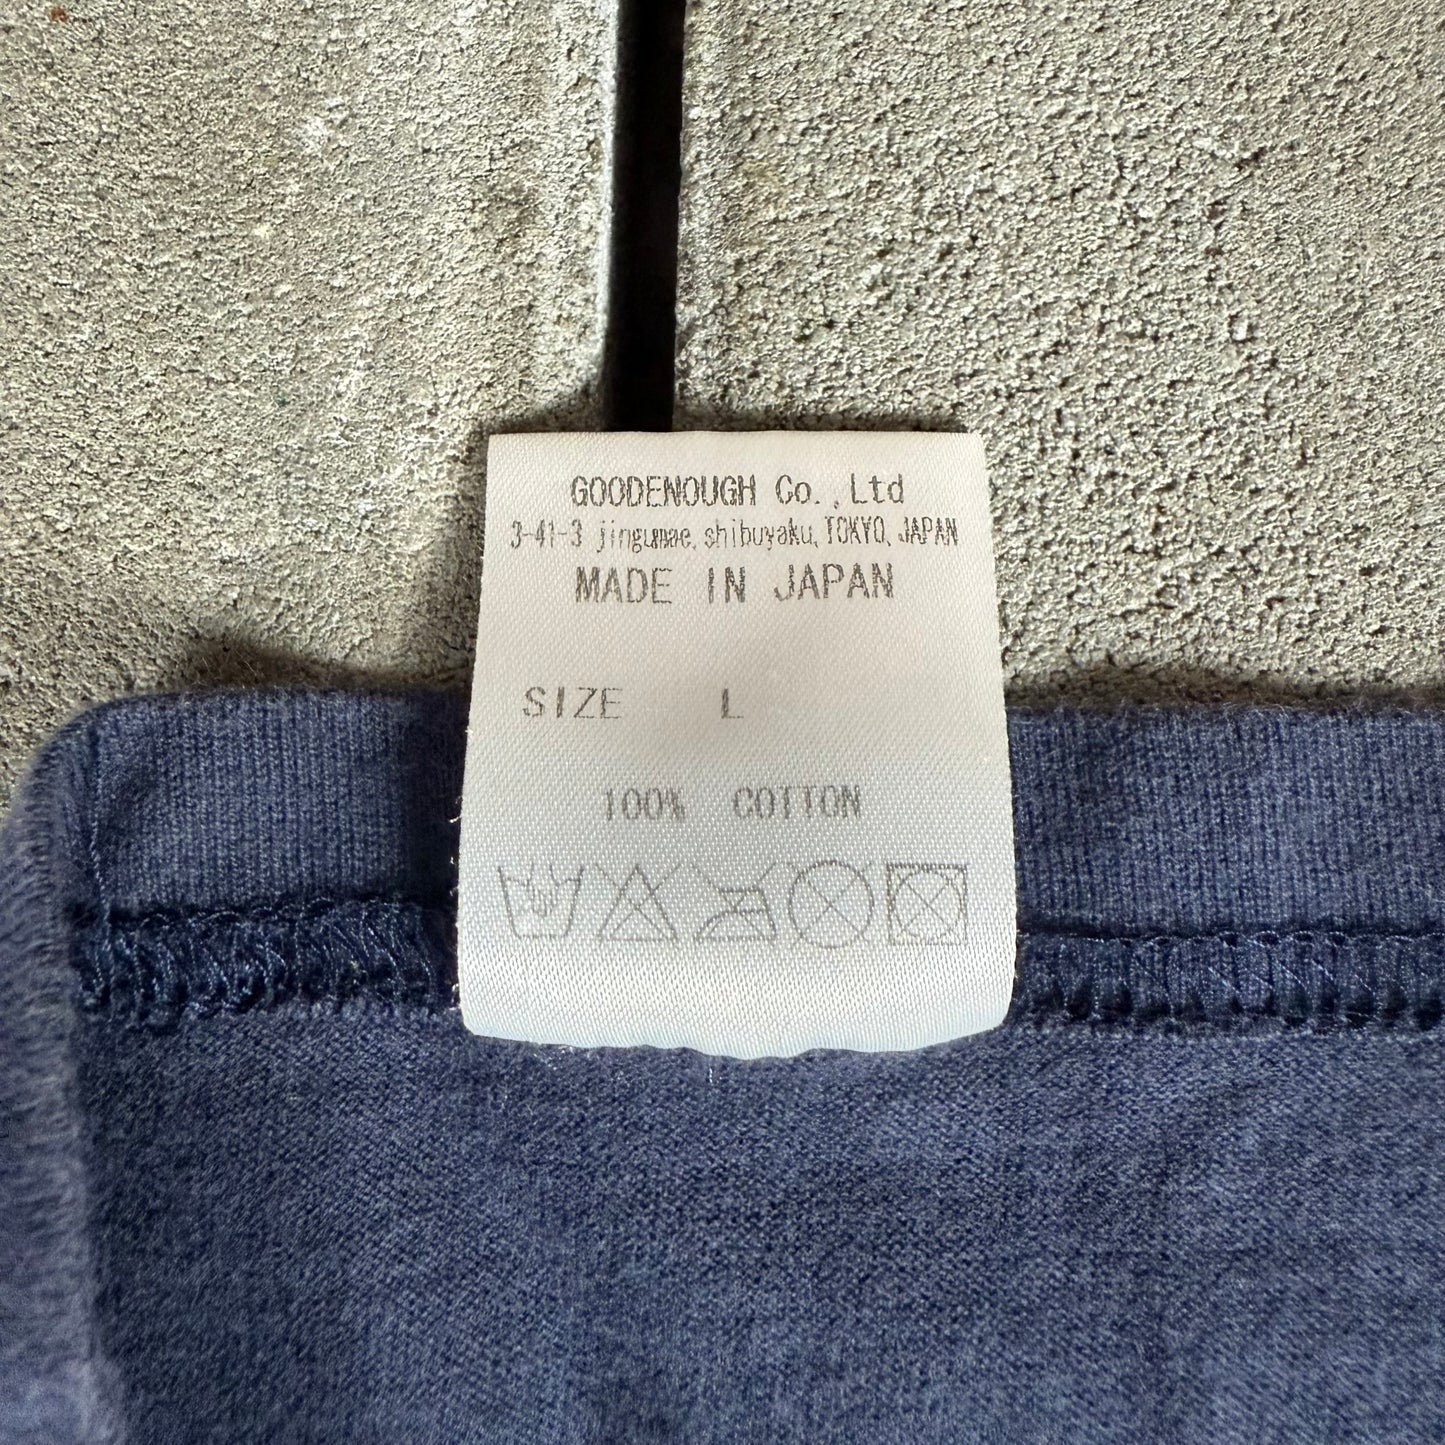 GOODENOUGH Co.,Ltd
3-41-3 jingumae, shibuyaku, TOKYO, JAPAN
MADE IN JAPAN
SIZE L
100% COTTON